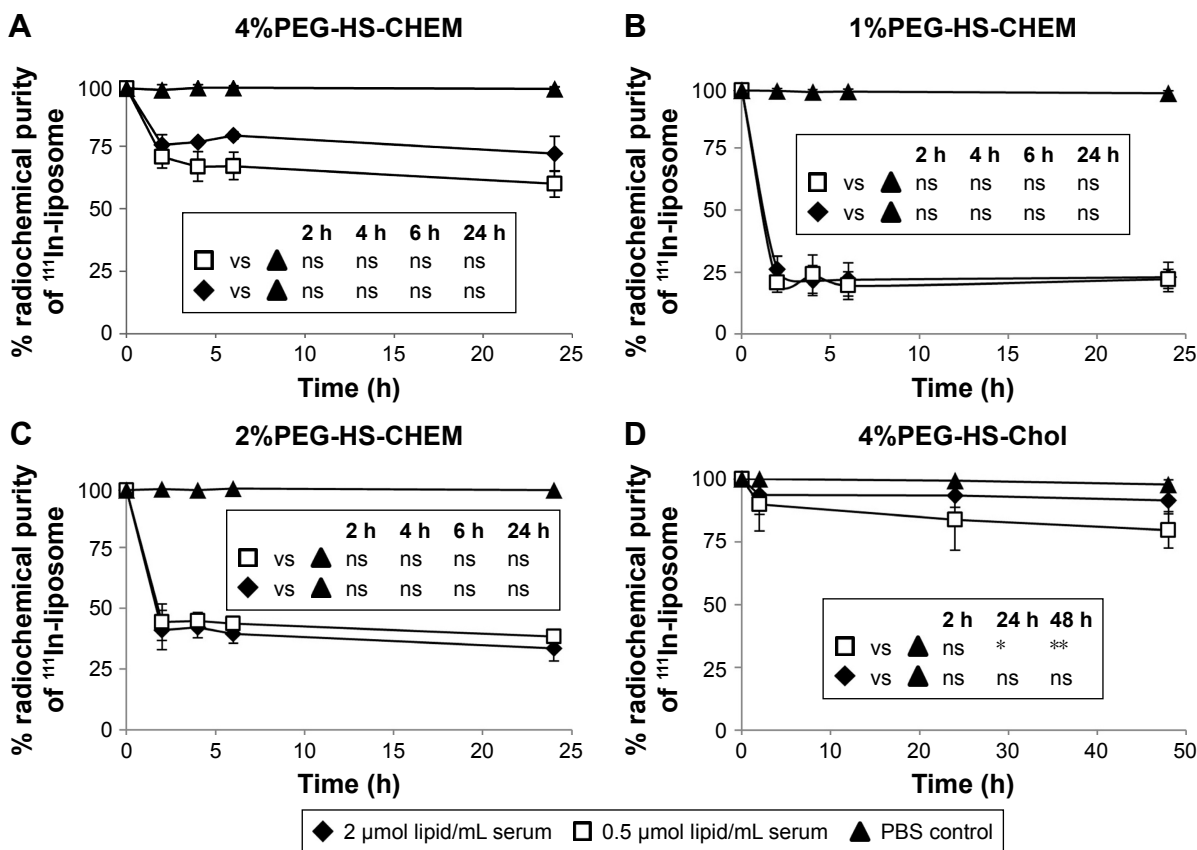 A 4%PEG-HS-CHEM
% radiochemical purity
of ¹¹¹In-liposome
100
75
50
25
0
2 h 4 h 6 h 24 h
vs ns ns ns ns
vs ns ns ns ns
0 5 10 15 20 25
Time (h)
B 1%PEG-HS-CHEM
% radiochemical purity
of ¹¹¹In-liposome
100
75
50
25
0
2 h 4 h 6 h 24 h
vs ns ns ns ns
vs ns ns ns ns
0 5 10 15 20 25
Time (h)
C 2%PEG-HS-CHEM
% radiochemical purity
of ¹¹¹In-liposome
100
75
50
25
0
2 h 4 h 6 h 24 h
vs ns ns ns ns
vs ns ns ns ns
0 5 10 15 20 25
Time (h)
D 4%PEG-HS-Chol
% radiochemical purity
of ¹¹¹In-liposome
100
75
50
25
0
2 h 24 h 48 h
vs ns * **
vs ns ns ns
0 10 20 30 40 50
Time (h)
2 µmol lipid/mL serum 0.5 µmol lipid/mL serum PBS control